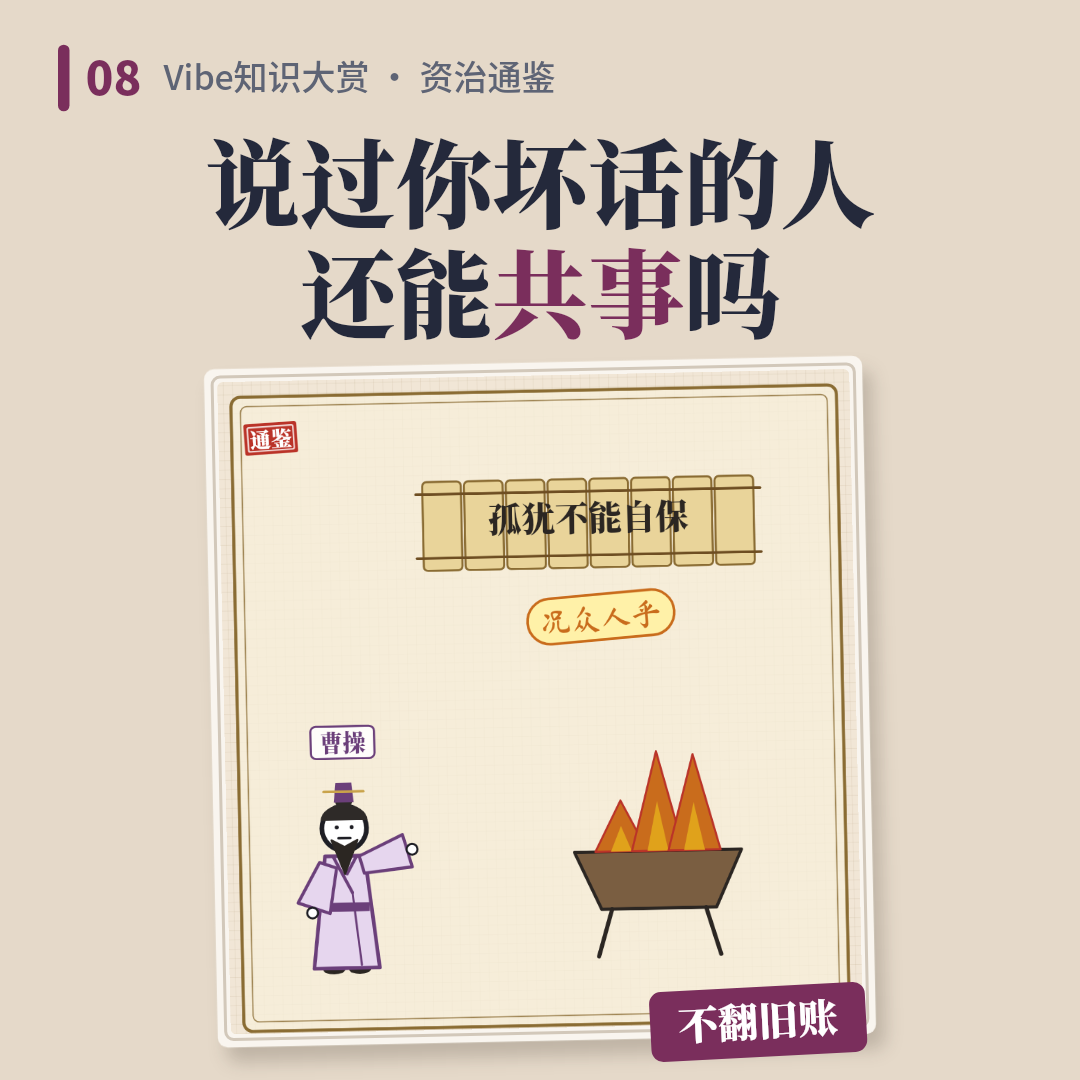 08 Vibe知识大赏 · 资治通鉴
说过你坏话的人
还能共事吗
通鉴
孤犹不能自保
况众人乎
曹操
不翻旧账